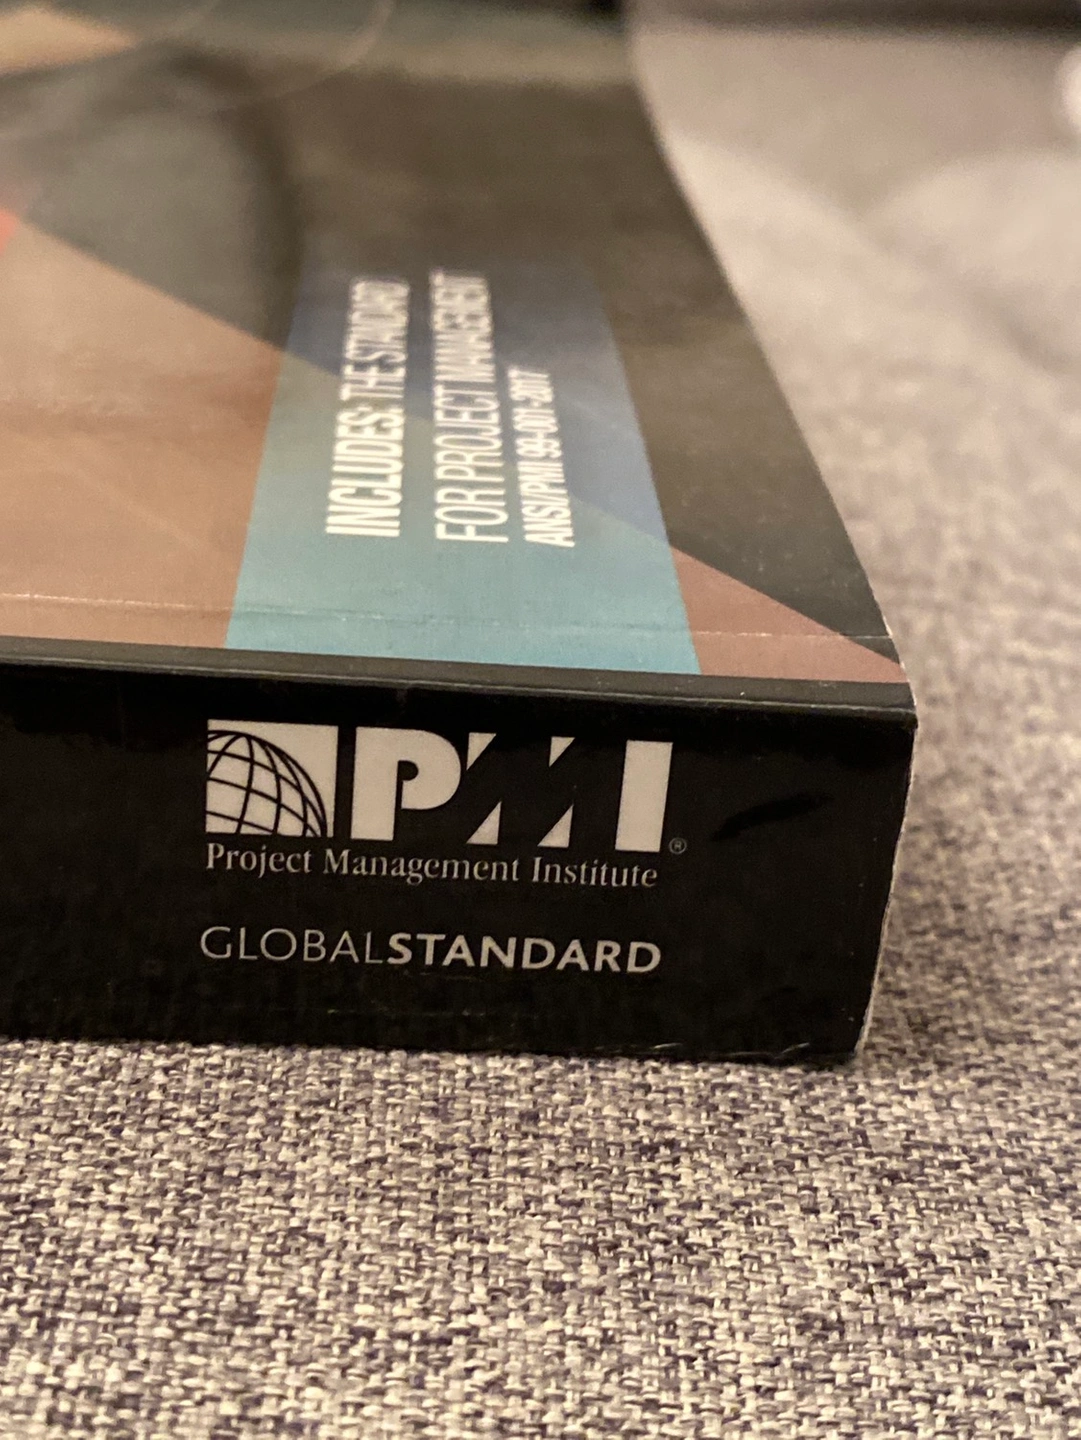 INCLUDES: THE STANDARD
FOR PROJECT MANAGEMENT
ANSI/PMI 99-001-2017
PMI®
Project Management Institute
GLOBALSTANDARD